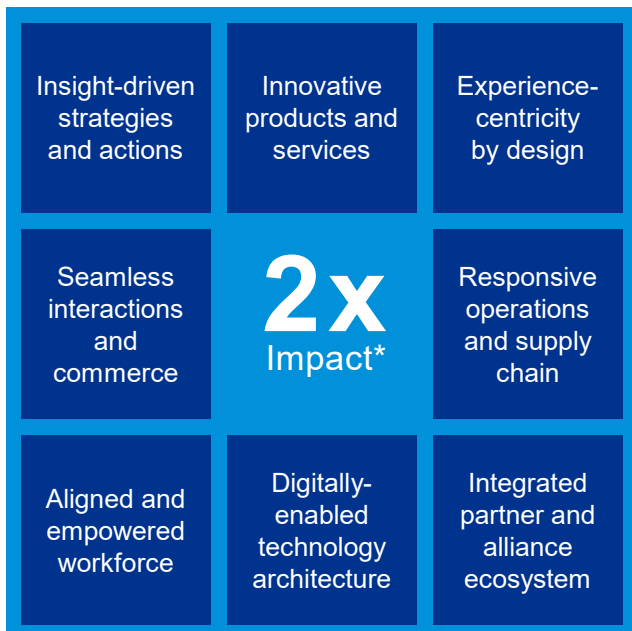 Insight-driven
strategies
and actions
Innovative
products and
services
Experience-
centricity
by design
Seamless
interactions
and
commerce
2x
Impact*
Responsive
operations
and supply
chain
Aligned and
empowered
workforce
Digitally-
enabled
technology
architecture
Integrated
partner and
alliance
ecosystem